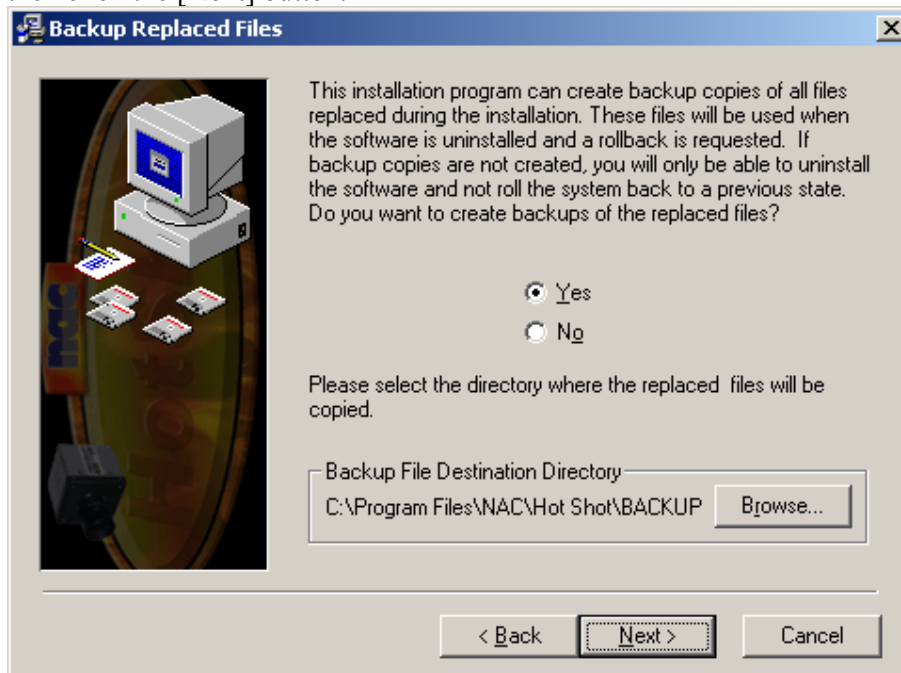 Backup Replaced Files
This installation program can create backup copies of all files
replaced during the installation. These files will be used when
the software is uninstalled and a rollback is requested. If
backup copies are not created, you will only be able to uninstall
the software and not roll the system back to a previous state.
Do you want to create backups of the replaced files?
Yes
No
Please select the directory where the replaced files will be
copied.
Backup File Destination Directory
C:\Program Files\NAC\Hot Shot\BACKUP
Browse...
nac
Hot S
< Back
Next >
Cancel